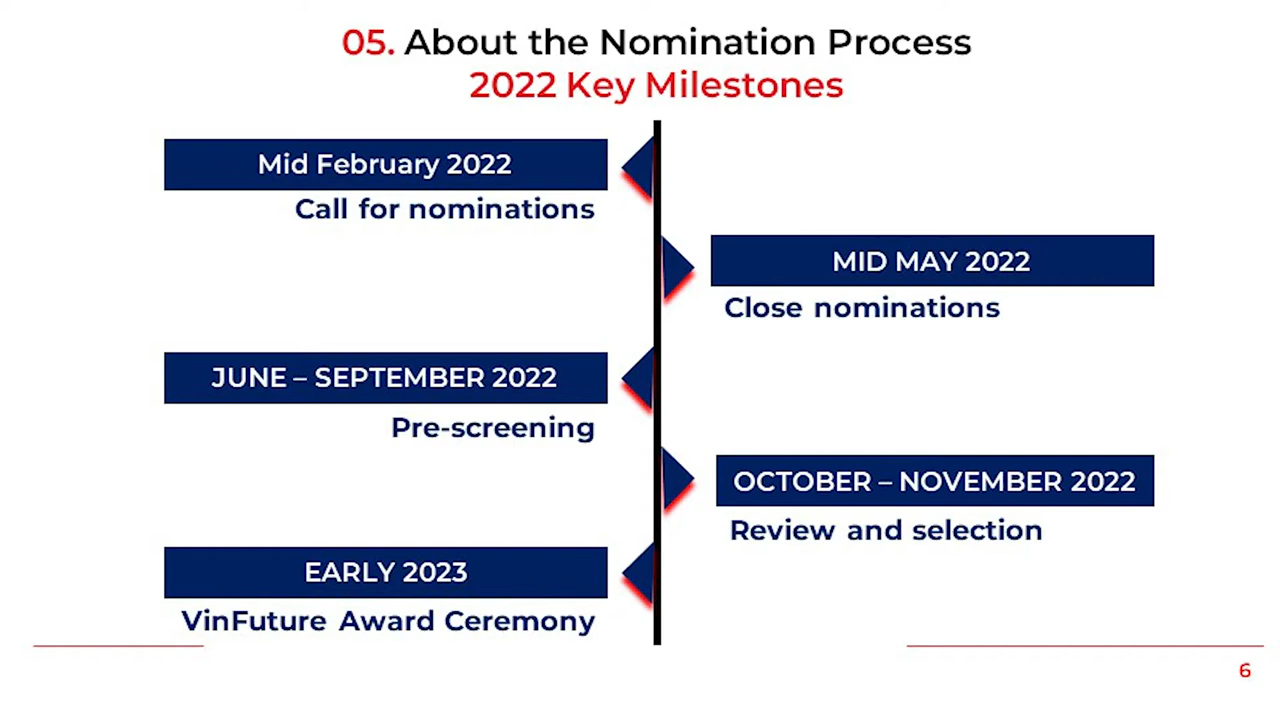 05. About the Nomination Process
2022 Key Milestones
Mid February 2022
Call for nominations
MID MAY 2022
Close nominations
JUNE – SEPTEMBER 2022
Pre-screening
OCTOBER – NOVEMBER 2022
Review and selection
EARLY 2023
VinFuture Award Ceremony
6